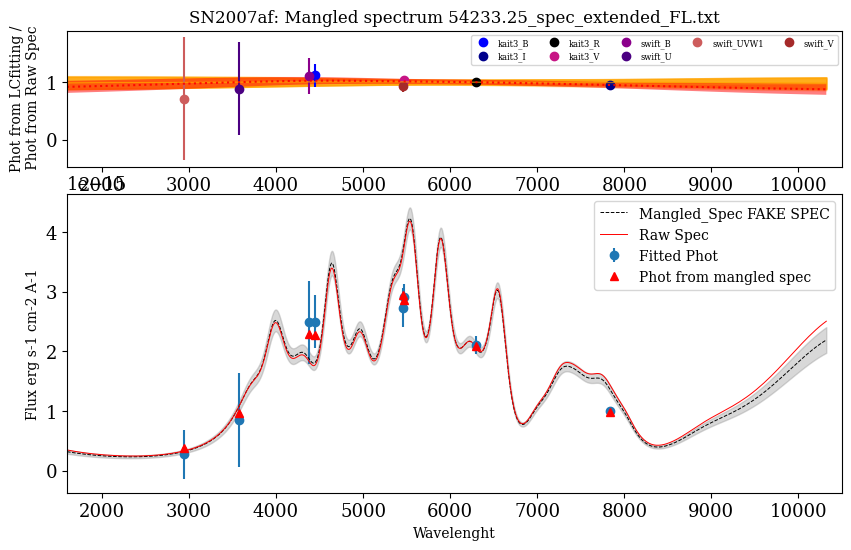 SN2007af: Mangled spectrum 54233.25_spec_extended_FL.txt
Phot from LCfitting /
Phot from Raw Spec
kait3_B kait3_R swift_B swift_UVW1 swift_V
kait3_I kait3_V swift_U
1
0
2000 3000 4000 5000 6000 7000 8000 9000 10000
1e−15
Mangled_Spec FAKE SPEC
Raw Spec
Fitted Phot
Phot from mangled spec
Flux erg s-1 cm-2 A-1
4
3
2
1
0
2000 3000 4000 5000 6000 7000 8000 9000 10000
Wavelenght